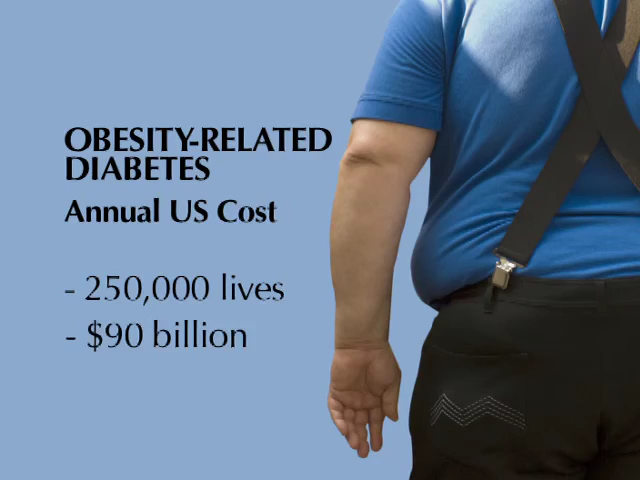 OBESITY-RELATED
DIABETES
Annual US Cost
- 250,000 lives
- $90 billion